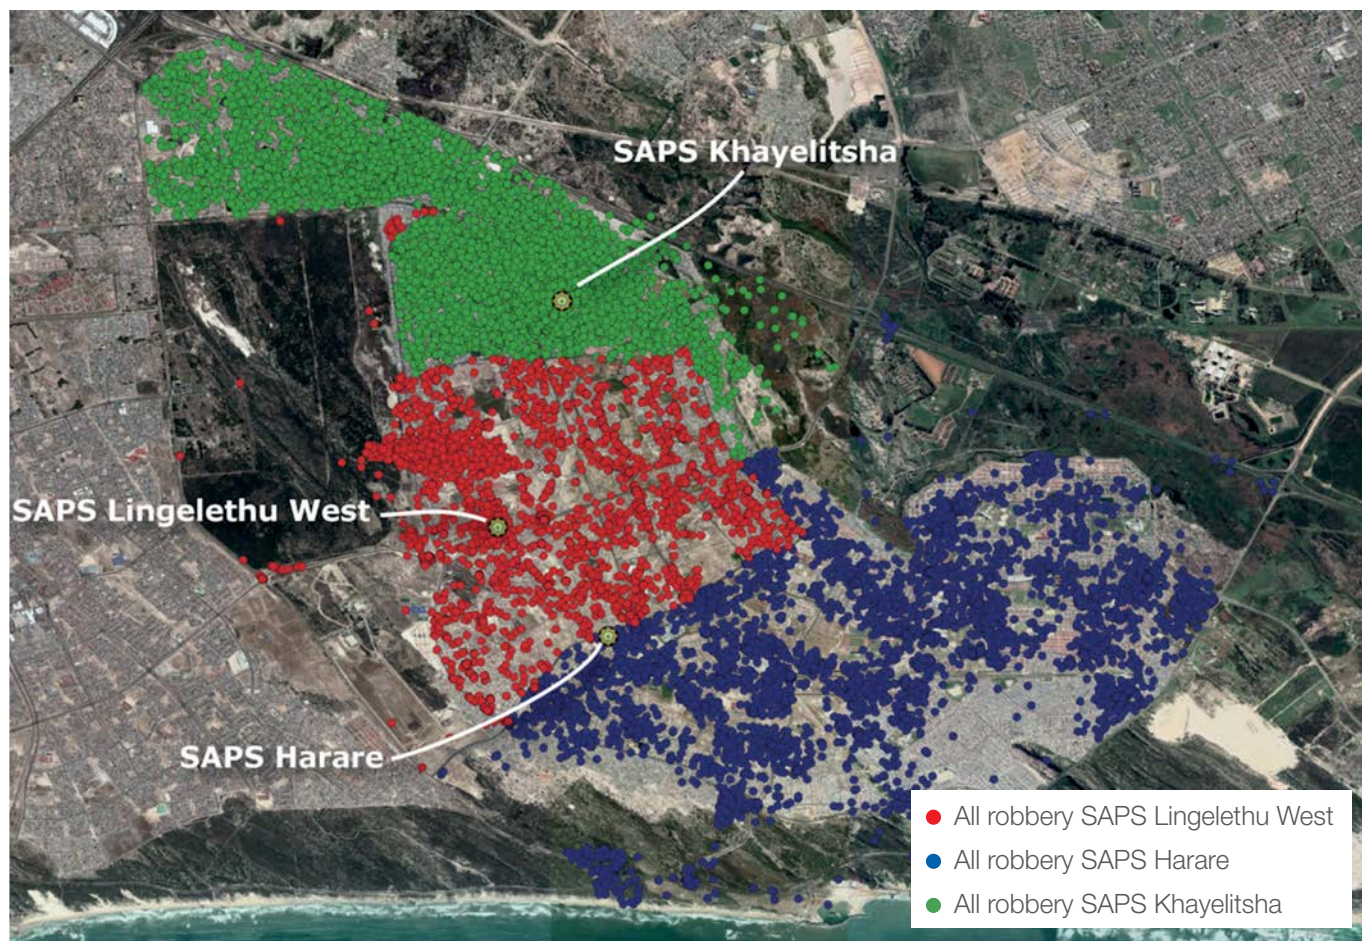 SAPS Khayelitsha
SAPS Lingelethu West
SAPS Harare
All robbery SAPS Lingelethu West
All robbery SAPS Harare
All robbery SAPS Khayelitsha